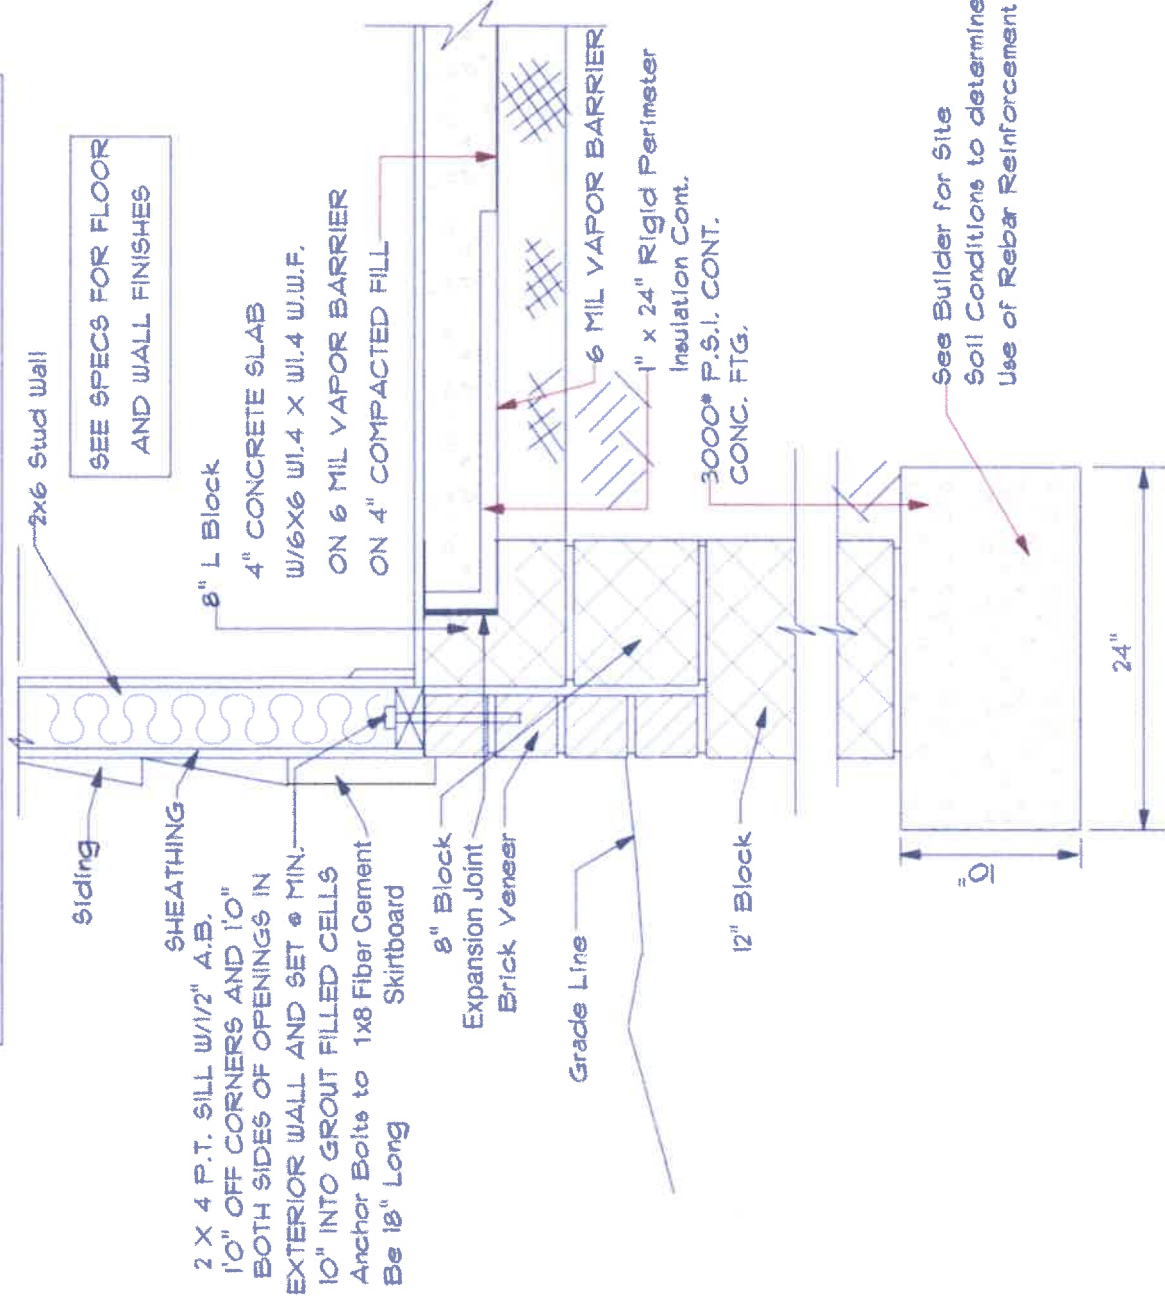 2x6 Stud Wall
SEE SPECS FOR FLOOR
AND WALL FINISHES
8" L Block
4" CONCRETE SLAB
W/6X6 W1.4 X W1.4 W.W.F.
ON 6 MIL VAPOR BARRIER
ON 4" COMPACTED FILL
6 MIL VAPOR BARRIER
1" x 24" Rigid Perimeter
Insulation Cont.
3000# P.S.I. CONT.
CONC. FTG.
See Builder for Site
Soil Conditions to determine
Use of Rebar Reinforcement
Siding
SHEATHING
2 X 4 P.T. SILL W/1/2" A.B.
1'0" OFF CORNERS AND 1'0"
BOTH SIDES OF OPENINGS IN
EXTERIOR WALL AND SET @ MIN.
10" INTO GROUT FILLED CELLS
Anchor Bolts to
Be 18" Long
1x8 Fiber Cement
Skirtboard
8" Block
Expansion Joint
Brick Veneer
Grade Line
12" Block
24"